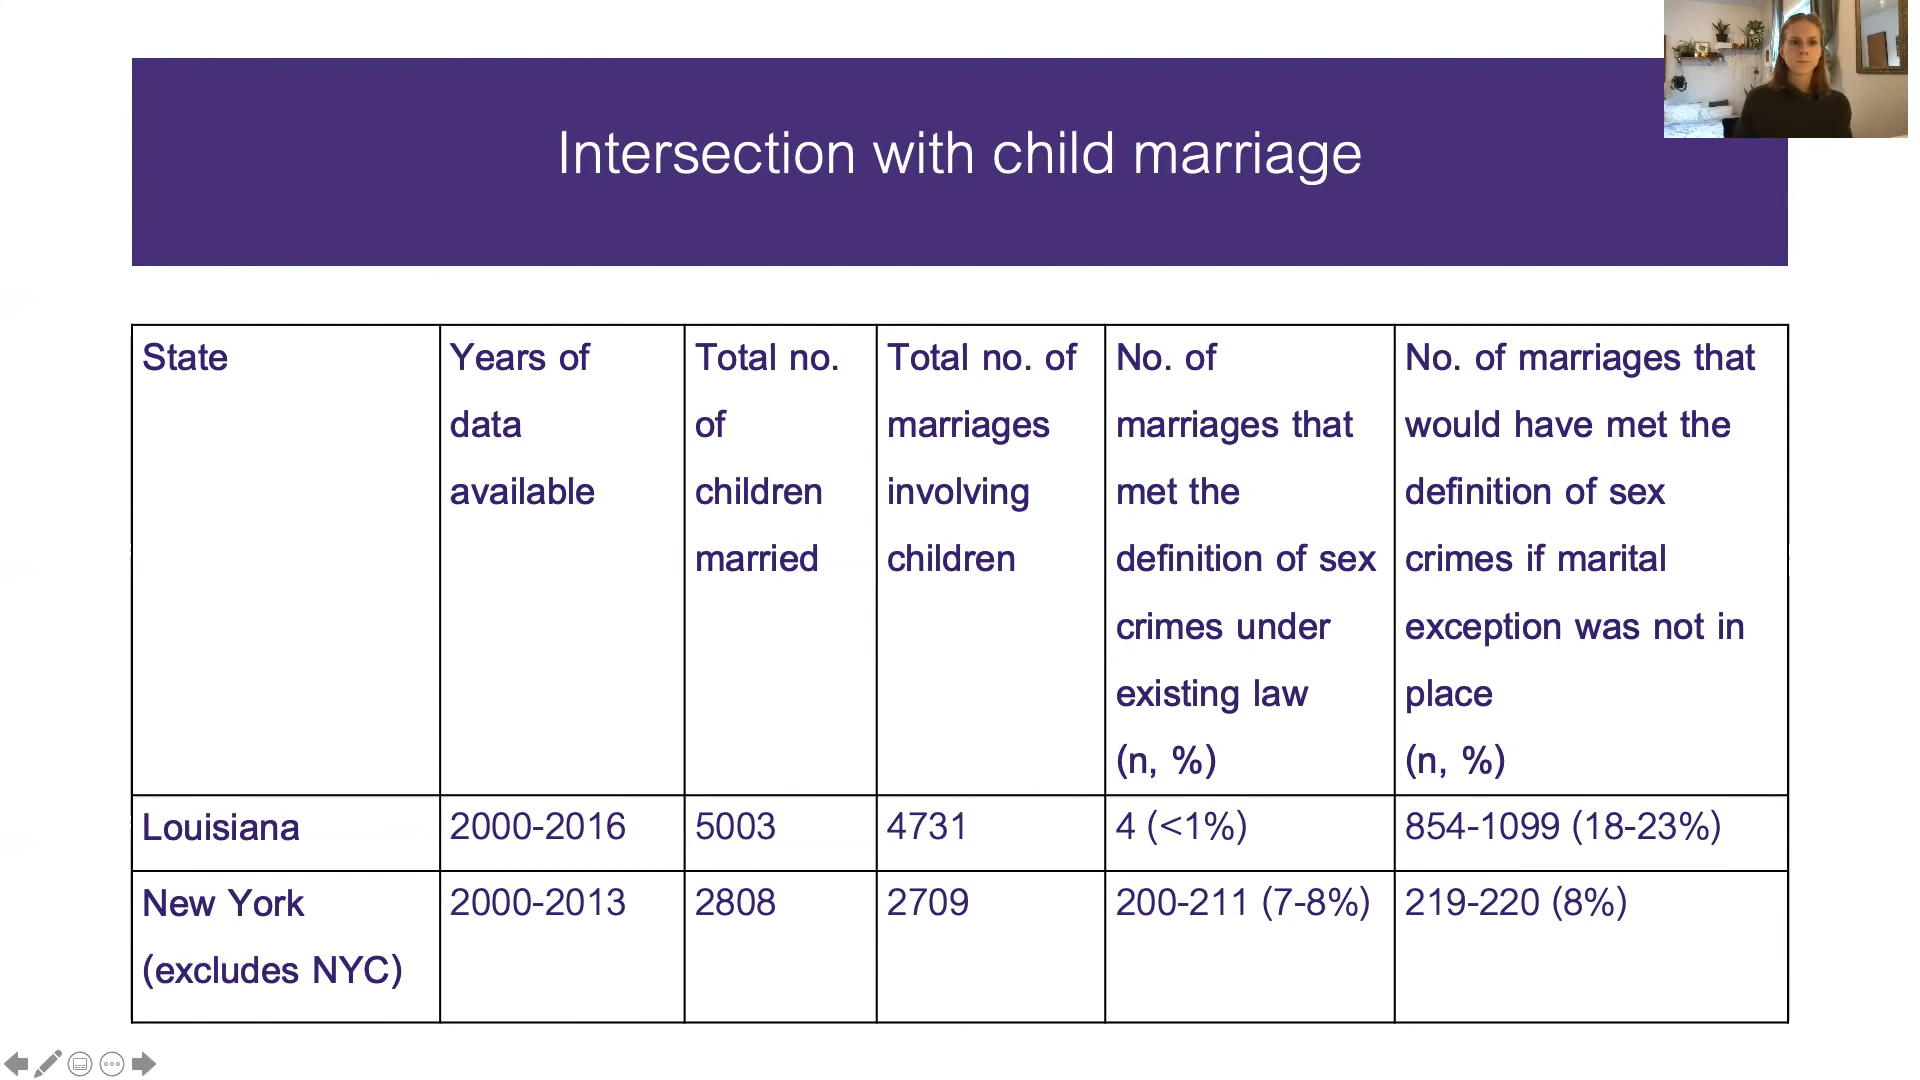 Intersection with child marriage
State
Years of
data
available
Total no.
of
children
married
Total no. of
marriages
involving
children
No. of
marriages that
met the
definition of sex
crimes under
existing law
(n, %)
No. of marriages that
would have met the
definition of sex
crimes if marital
exception was not in
place
(n, %)
Louisiana
2000-2016
5003
4731
4 (<1%)
854-1099 (18-23%)
New York
(excludes NYC)
2000-2013
2808
2709
200-211 (7-8%)
219-220 (8%)